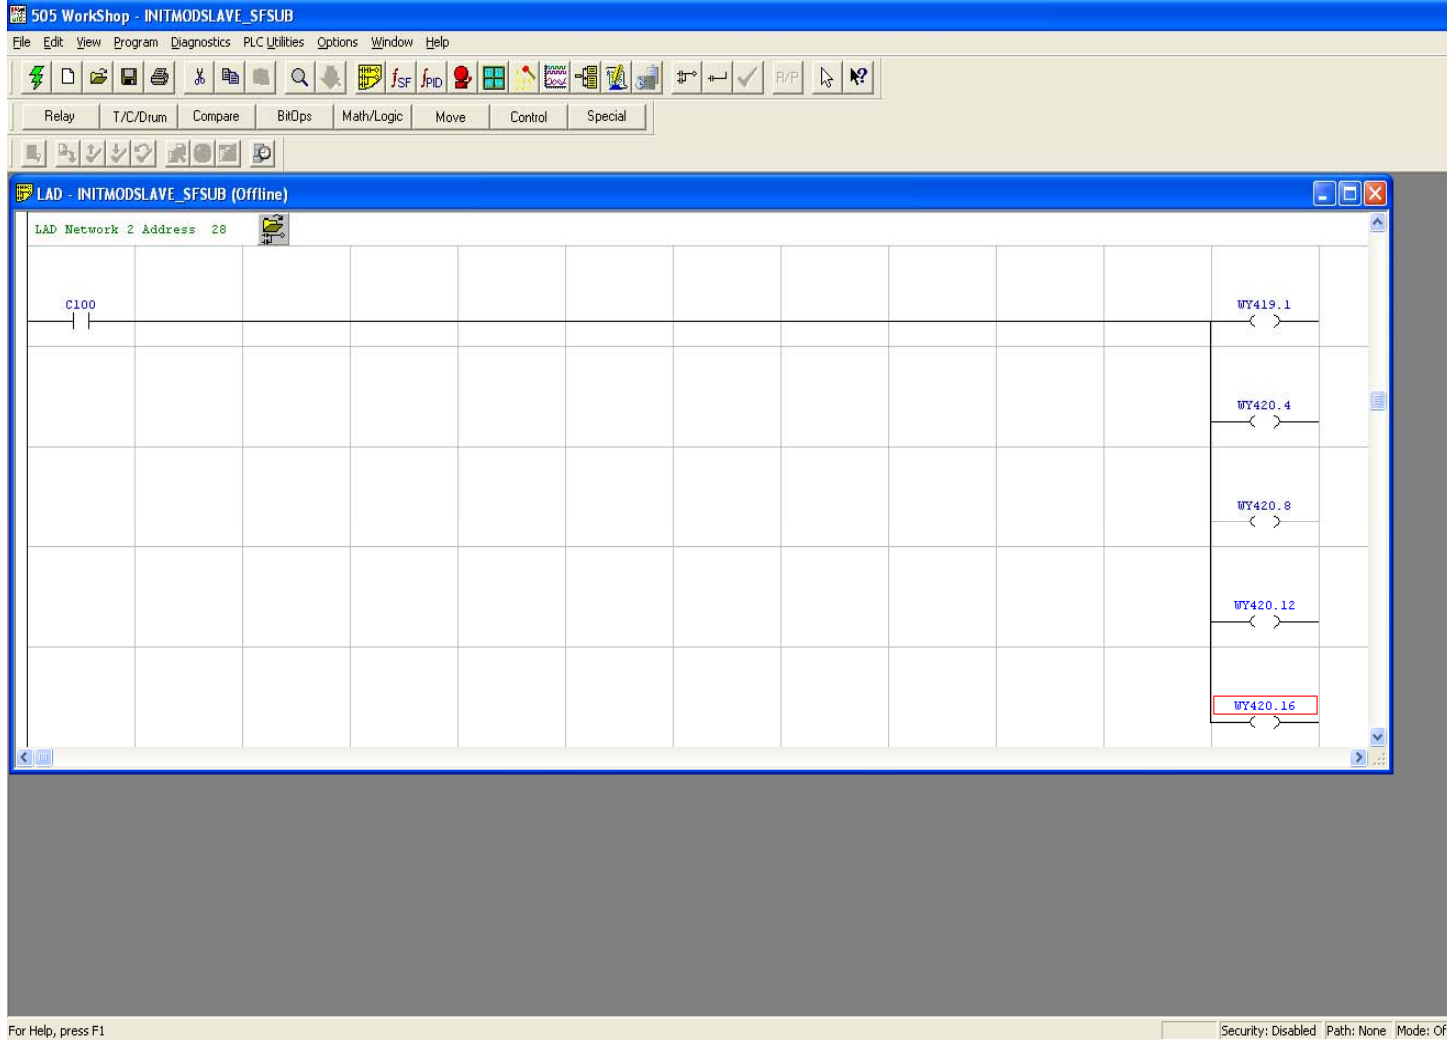 505 WorkShop - INITMODSLAVE_SFSUB
File Edit View Program Diagnostics PLC Utilities Options Window Help
SF PID R/P
Relay T/C/Drum Compare BitOps Math/Logic Move Control Special
LAD - INITMODSLAVE_SFSUB (Offline)
LAD Network 2 Address 28
C100 WY419.1
WY420.4
WY420.8
WY420.12
WY420.16
For Help, press F1 Security: Disabled Path: None Mode: Of